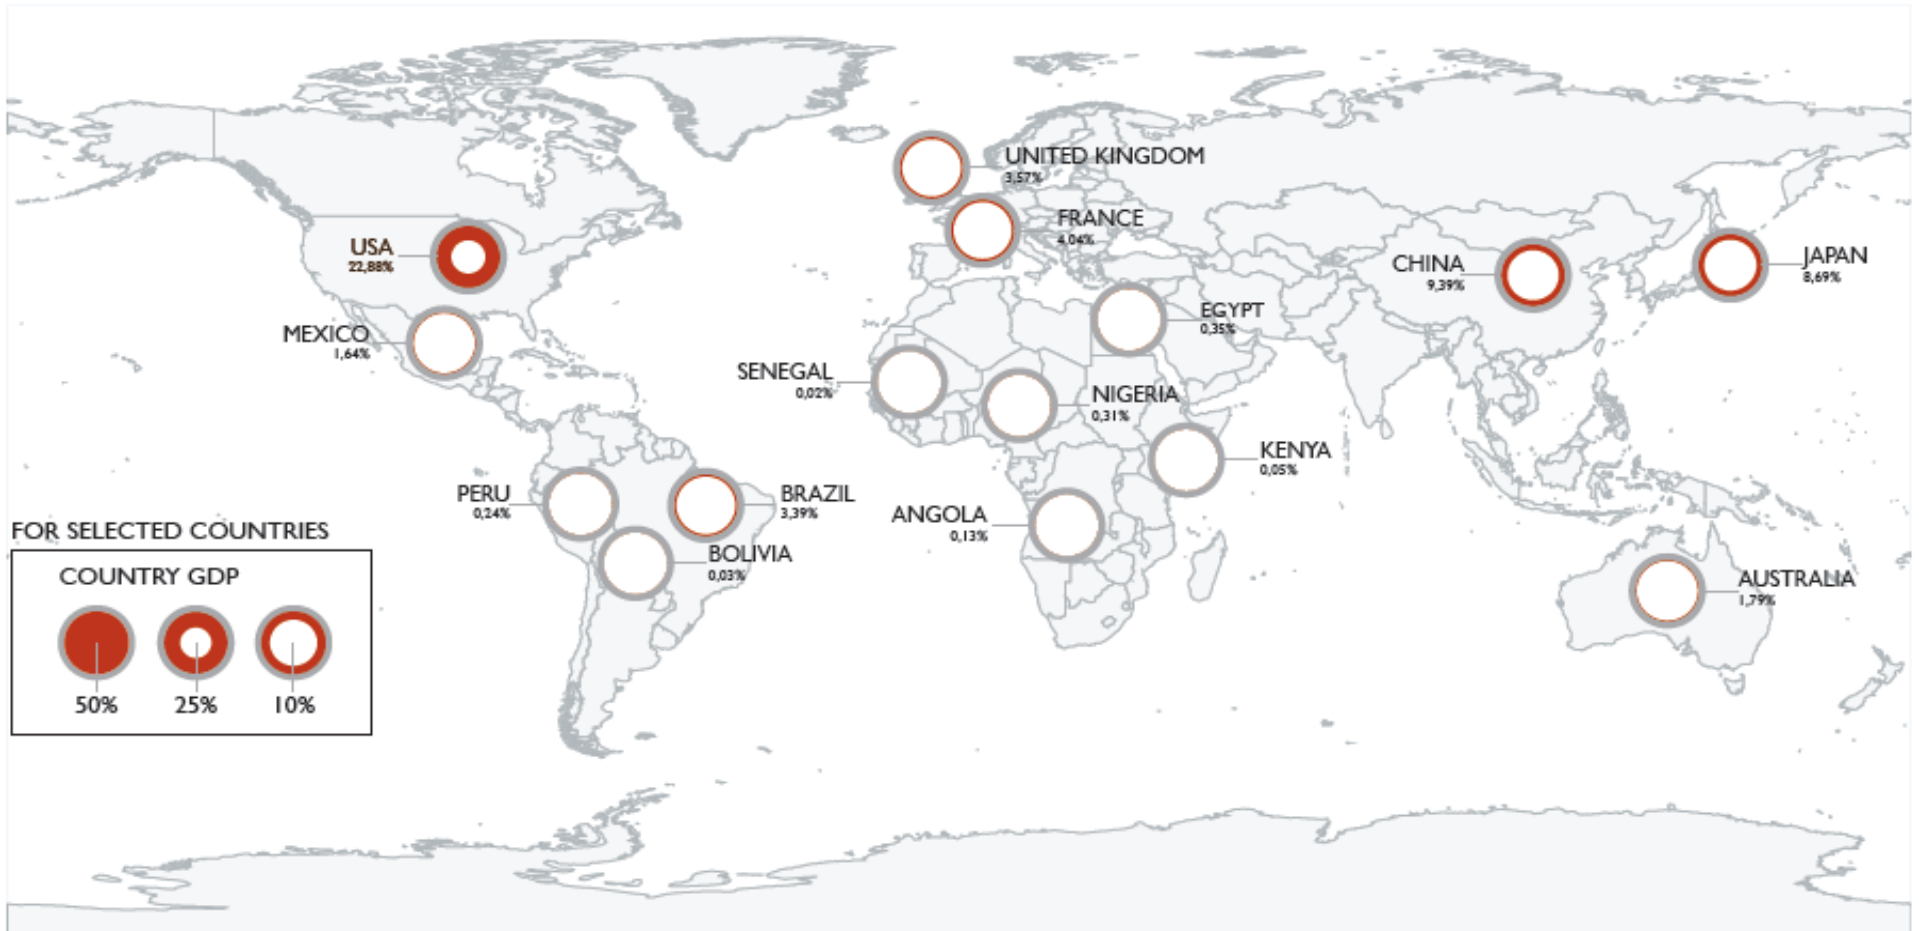 UNITED KINGDOM
3,57%
FRANCE
4,04%
USA
22,88%
CHINA
9,39%
JAPAN
8,69%
MEXICO
1,64%
EGYPT
0,35%
SENEGAL
0,02%
NIGERIA
0,31%
KENYA
0,05%
PERU
0,24%
BRAZIL
3,39%
ANGOLA
0,13%
BOLIVIA
0,03%
AUSTRALIA
1,79%
FOR SELECTED COUNTRIES
COUNTRY GDP
50% 25% 10%